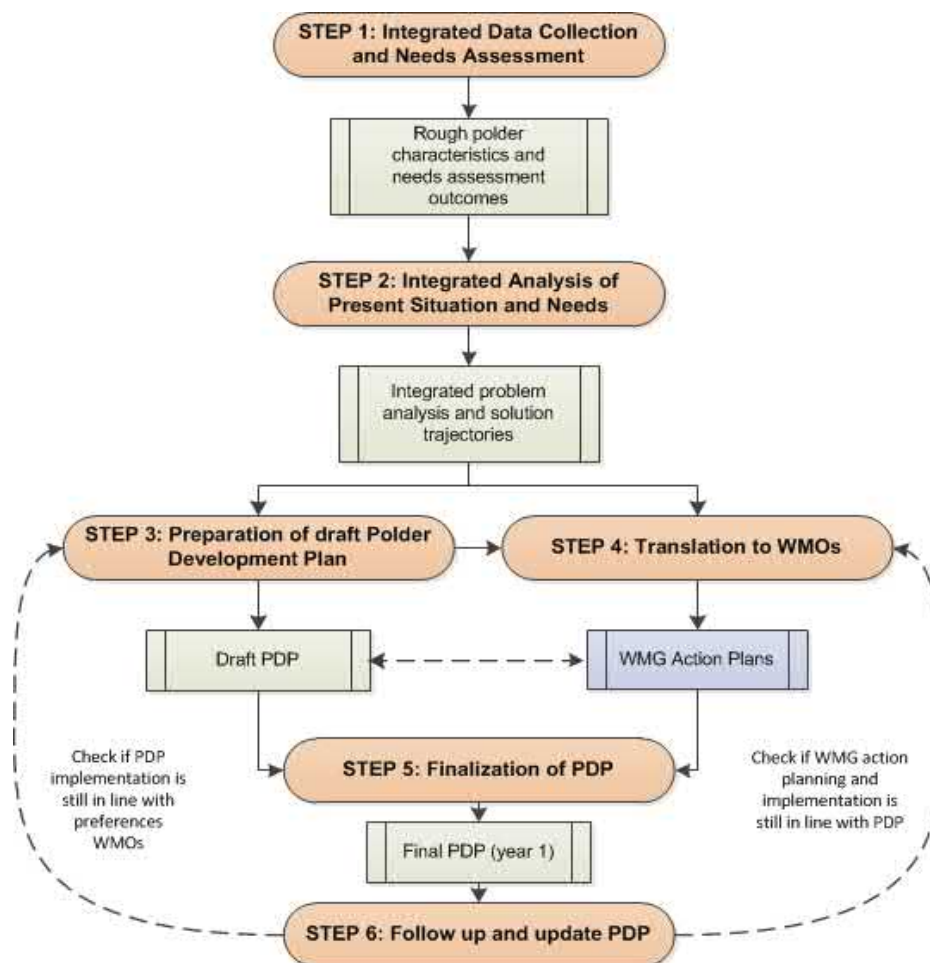 STEP 1: Integrated Data Collection
and Needs Assessment
Rough polder
characteristics and
needs assessment
outcomes
STEP 2: Integrated Analysis of
Present Situation and Needs
Integrated problem
analysis and solution
trajectories
STEP 3: Preparation of draft Polder
Development Plan
STEP 4: Translation to WMOs
Draft PDP
WMG Action Plans
Check if PDP
implementation is
still in line with
preferences
WMOs
STEP 5: Finalization of PDP
Check if WMG action
planning and
implementation is
still in line with PDP
Final PDP (year 1)
STEP 6: Follow up and update PDP